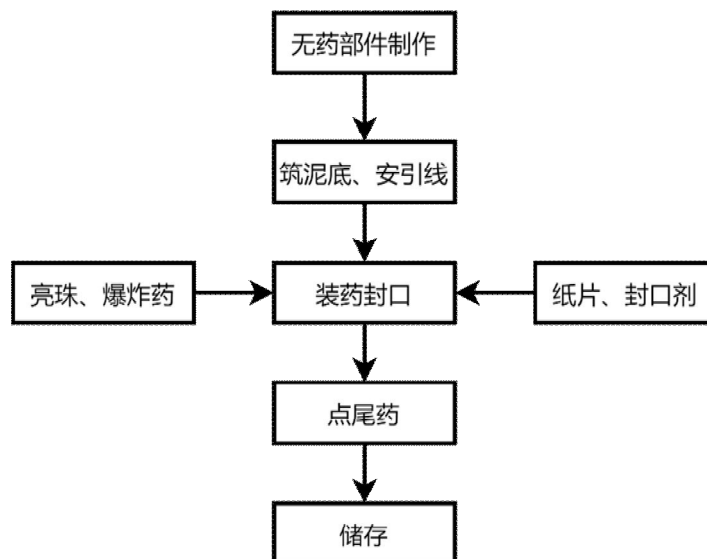 无药部件制作
筑泥底、安引线
亮珠、爆炸药
装药封口
纸片、封口剂
点尾药
储存